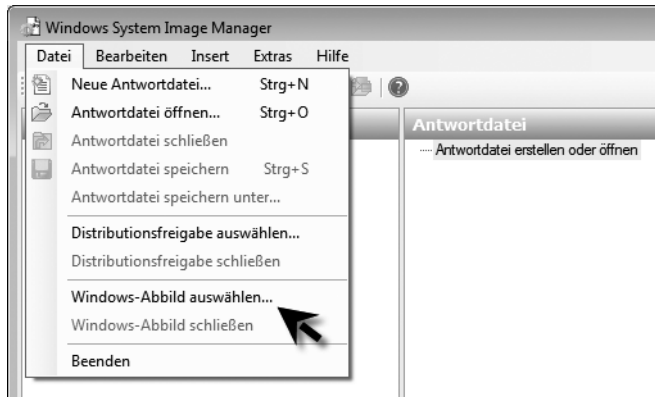 Windows System Image Manager
Datei Bearbeiten Insert Extras Hilfe
Neue Antwortdatei... Strg+N
Antwortdatei öffnen... Strg+O
Antwortdatei schließen
Antwortdatei speichern Strg+S
Antwortdatei speichern unter...
Distributionsfreigabe auswählen...
Distributionsfreigabe schließen
Windows-Abbild auswählen...
Windows-Abbild schließen
Beenden
Antwortdatei
Antwortdatei erstellen oder öffnen